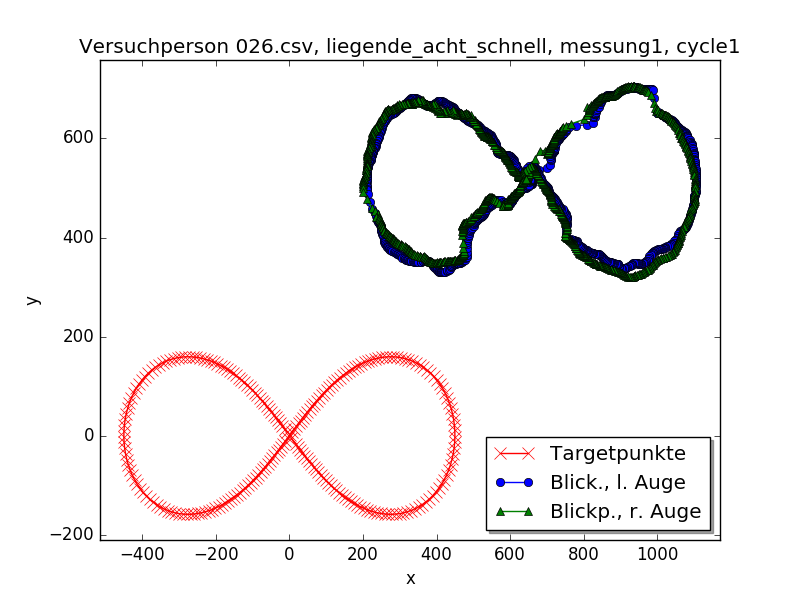 Versuchperson 026.csv, liegende_acht_schnell, messung1, cycle1
y
600
400
200
0
−200
−400
−200
0
200
400
600
800
1000
x
Targetpunkte
Blick., l. Auge
Blickp., r. Auge